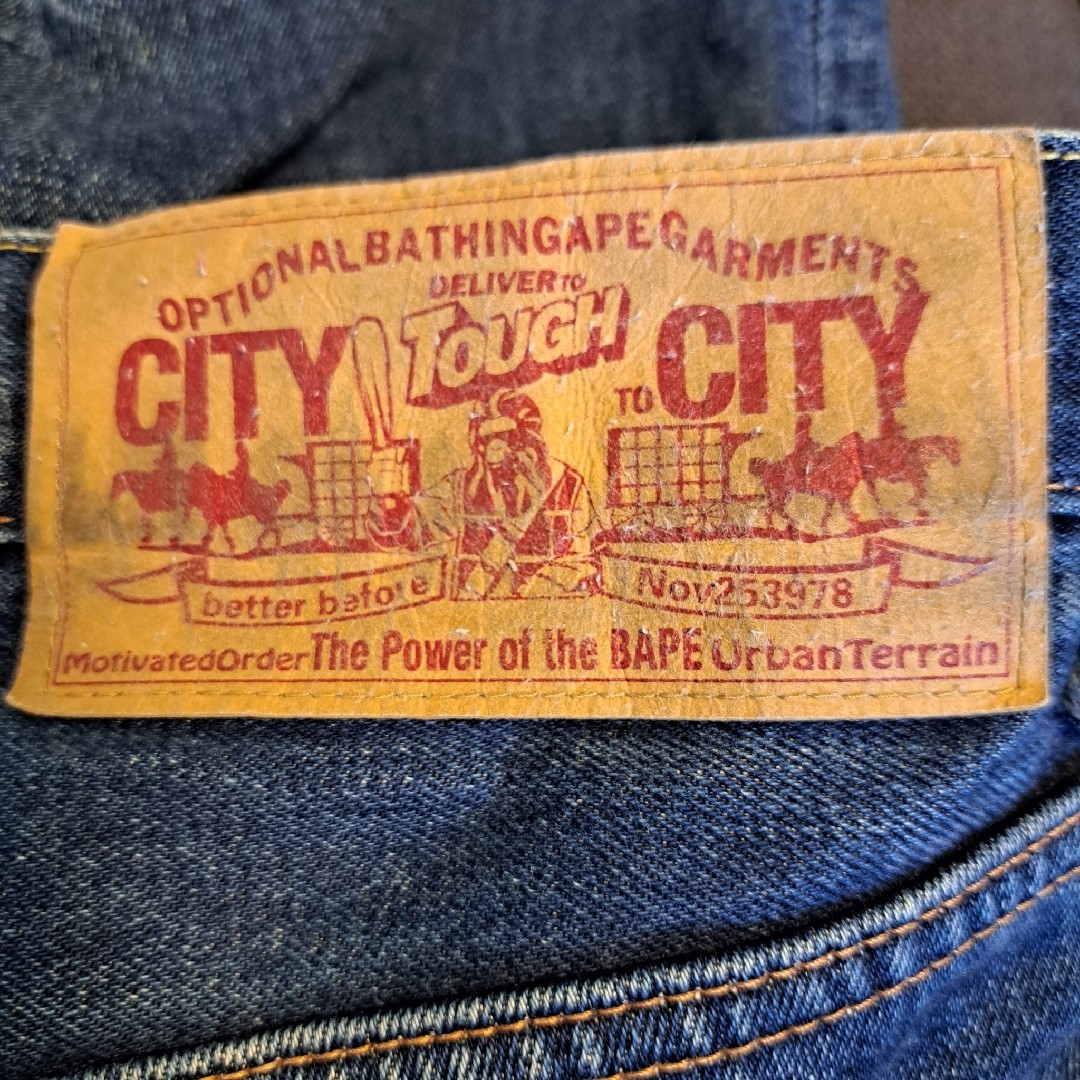 OPTIONALBATHINGAPEGARMENTS
DELIVER TO
CITY TOUGH TO CITY
better before Nov253978
MotivatedOrder The Power of the BAPE UrbanTerrain